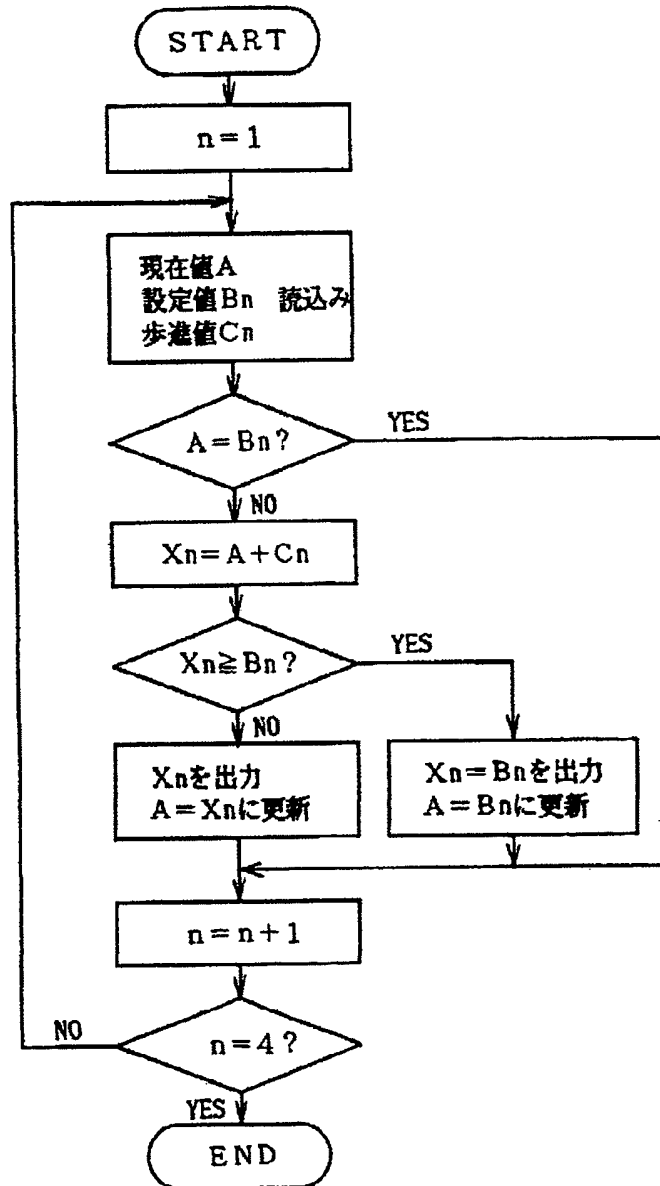 START
n=1
現在値A
設定値Bn 読込み
歩進値Cn
A=Bn?
YES
NO
Xn=A+Cn
Xn≧Bn?
YES
NO
Xnを出力
A=Xnに更新
Xn=Bnを出力
A=Bnに更新
n=n+1
n=4?
NO
YES
END